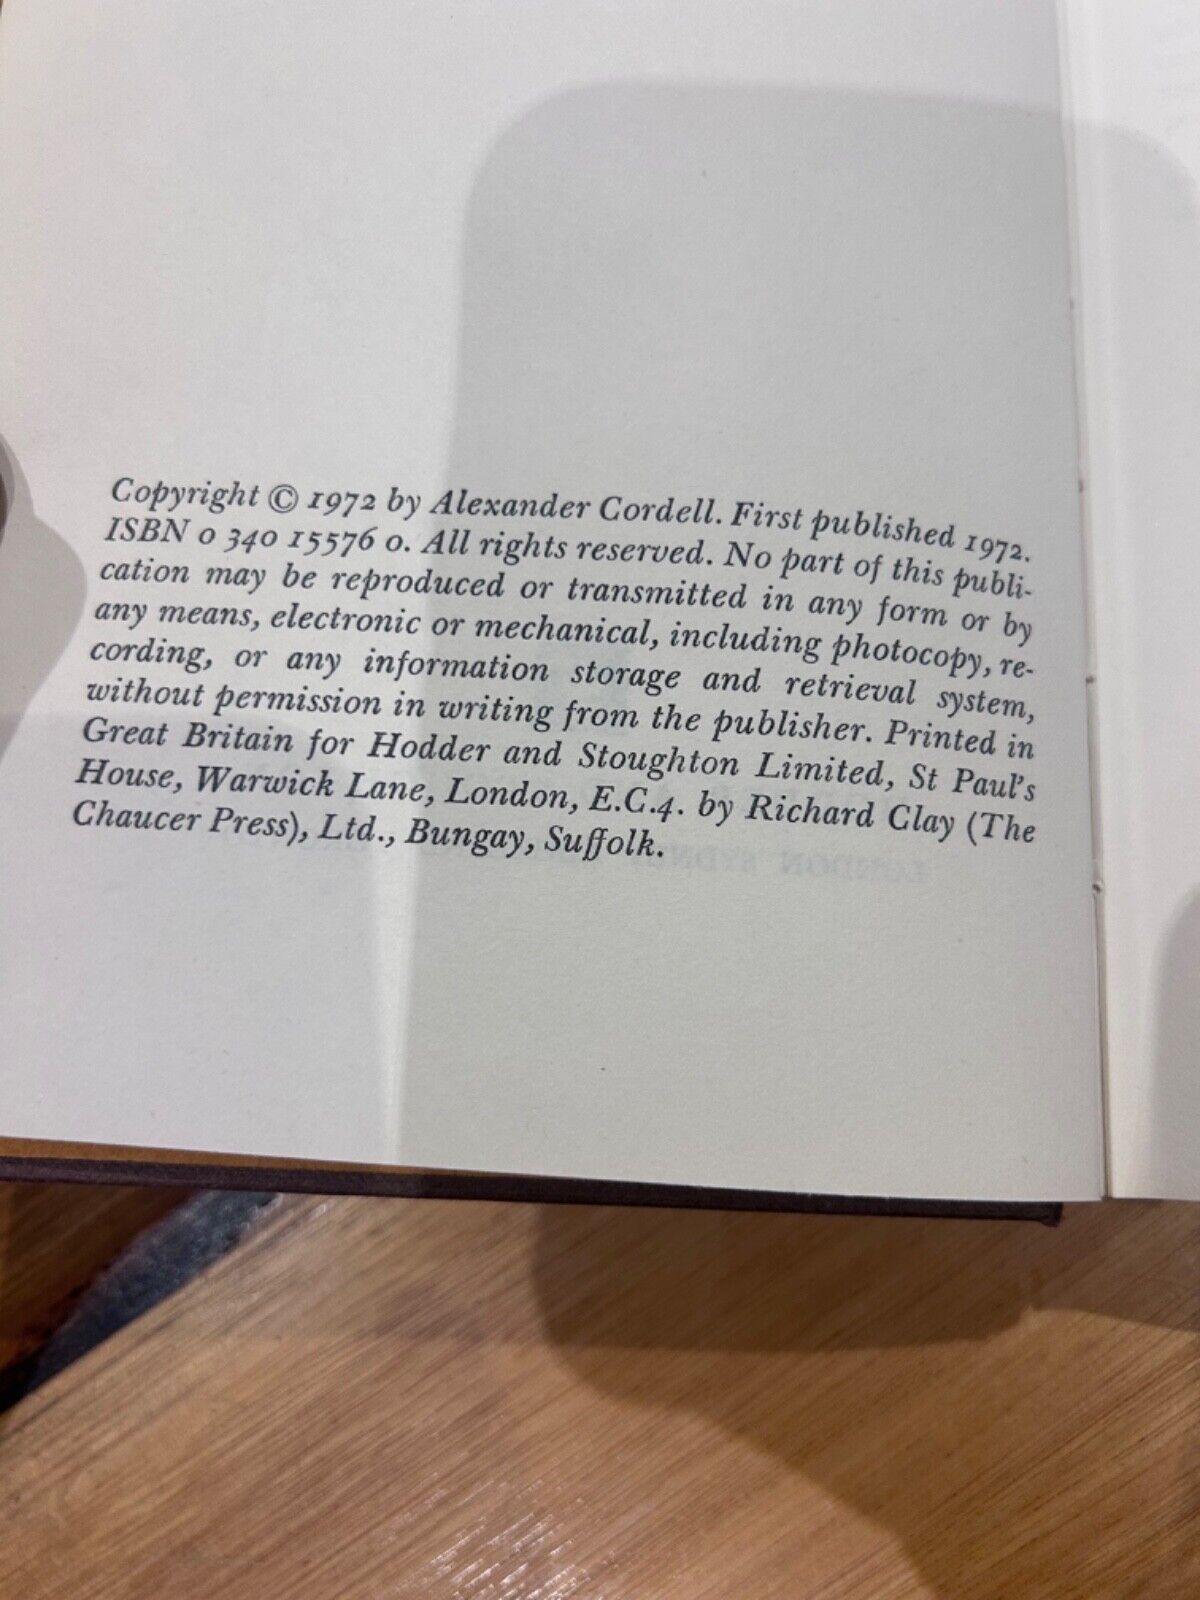 Copyright © 1972 by Alexander Cordell. First published 1972.
ISBN 0 340 15576 0. All rights reserved. No part of this publi-
cation may be reproduced or transmitted in any form or by
any means, electronic or mechanical, including photocopy, re-
cording, or any information storage and retrieval system,
without permission in writing from the publisher. Printed in
Great Britain for Hodder and Stoughton Limited, St Paul's
House, Warwick Lane, London, E.C.4. by Richard Clay (The
Chaucer Press), Ltd., Bungay, Suffolk.